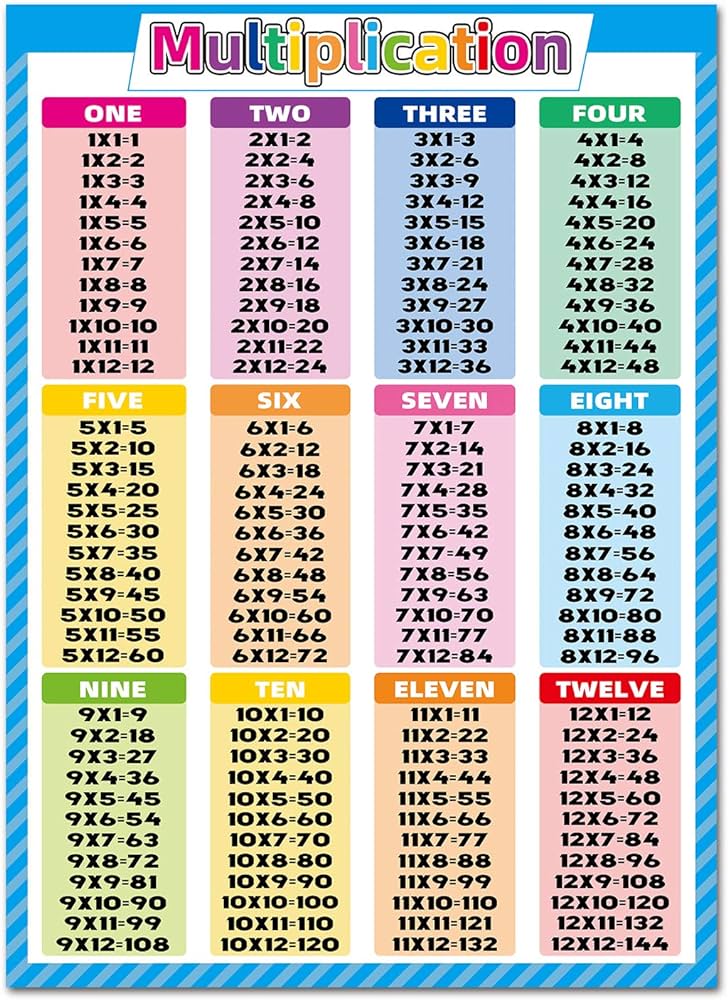 Multiplication
ONE
1X1=1
1X2=2
1X3=3
1X4=4
1X5=5
1X6=6
1X7=7
1X8=8
1X9=9
1X10=10
1X11=11
1X12=12
TWO
2X1=2
2X2=4
2X3=6
2X4=8
2X5=10
2X6=12
2X7=14
2X8=16
2X9=18
2X10=20
2X11=22
2X12=24
THREE
3X1=3
3X2=6
3X3=9
3X4=12
3X5=15
3X6=18
3X7=21
3X8=24
3X9=27
3X10=30
3X11=33
3X12=36
FOUR
4X1=4
4X2=8
4X3=12
4X4=16
4X5=20
4X6=24
4X7=28
4X8=32
4X9=36
4X10=40
4X11=44
4X12=48
FIVE
5X1=5
5X2=10
5X3=15
5X4=20
5X5=25
5X6=30
5X7=35
5X8=40
5X9=45
5X10=50
5X11=55
5X12=60
SIX
6X1=6
6X2=12
6X3=18
6X4=24
6X5=30
6X6=36
6X7=42
6X8=48
6X9=54
6X10=60
6X11=66
6X12=72
SEVEN
7X1=7
7X2=14
7X3=21
7X4=28
7X5=35
7X6=42
7X7=49
7X8=56
7X9=63
7X10=70
7X11=77
7X12=84
EIGHT
8X1=8
8X2=16
8X3=24
8X4=32
8X5=40
8X6=48
8X7=56
8X8=64
8X9=72
8X10=80
8X11=88
8X12=96
NINE
9X1=9
9X2=18
9X3=27
9X4=36
9X5=45
9X6=54
9X7=63
9X8=72
9X9=81
9X10=90
9X11=99
9X12=108
TEN
10X1=10
10X2=20
10X3=30
10X4=40
10X5=50
10X6=60
10X7=70
10X8=80
10X9=90
10X10=100
10X11=110
10X12=120
ELEVEN
11X1=11
11X2=22
11X3=33
11X4=44
11X5=55
11X6=66
11X7=77
11X8=88
11X9=99
11X10=110
11X11=121
11X12=132
TWELVE
12X1=12
12X2=24
12X3=36
12X4=48
12X5=60
12X6=72
12X7=84
12X8=96
12X9=108
12X10=120
12X11=132
12X12=144